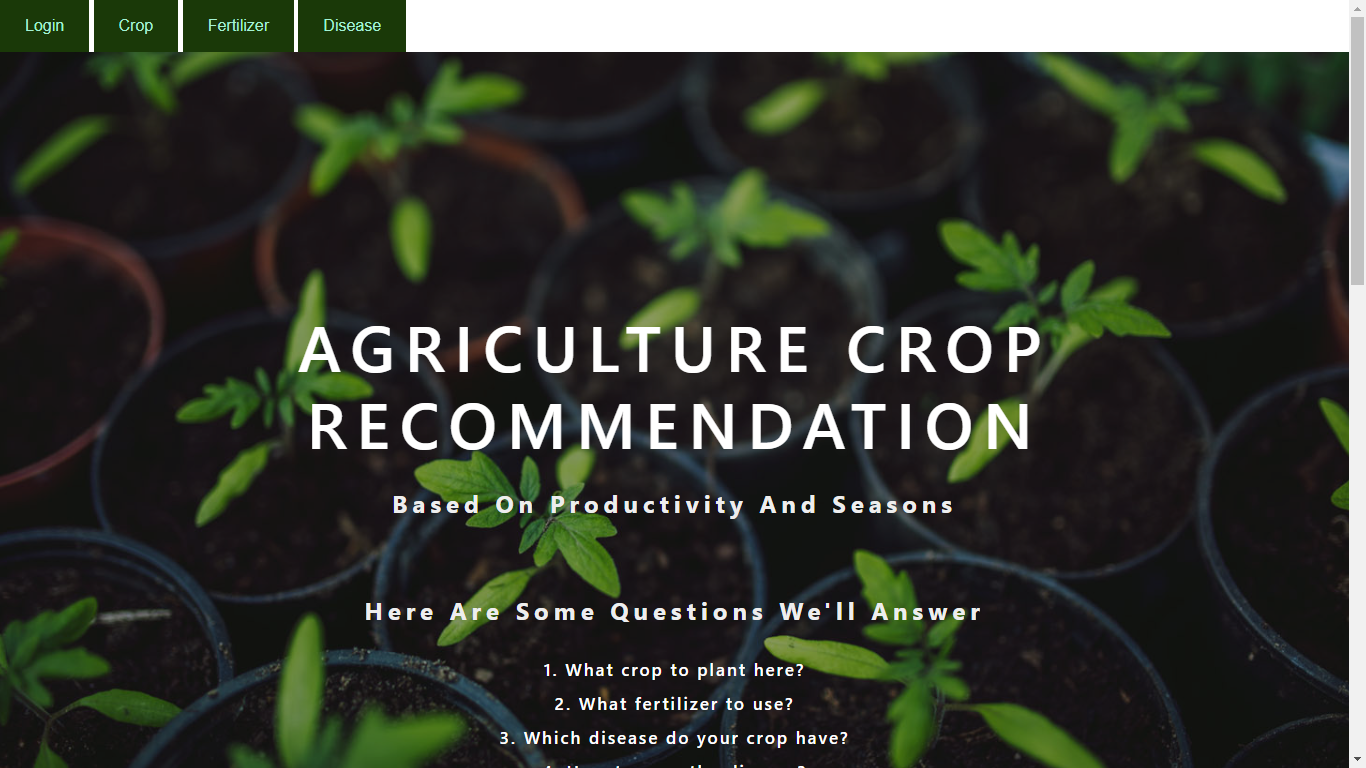 Login Crop Fertilizer Disease
AGRICULTURE CROP
RECOMMENDATION
Based On Productivity And Seasons
Here Are Some Questions We'll Answer
1. What crop to plant here?
2. What fertilizer to use?
3. Which disease do your crop have?